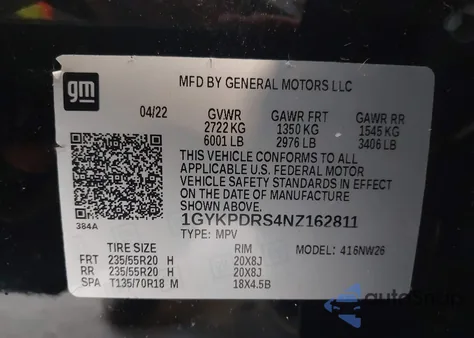 gm
MFD BY GENERAL MOTORS LLC
04/22 GVWR GAWR FRT GAWR RR
2722 KG 1350 KG 1545 KG
6001 LB 2976 LB 3406 LB
THIS VEHICLE CONFORMS TO ALL
APPLICABLE U.S. FEDERAL MOTOR
VEHICLE SAFETY STANDARDS IN EFFECT
ON THE DATE OF MANUFACTURE
SHOWN ABOVE.
384A
1GYKPDRS4NZ162811
TYPE: MPV
TIRE SIZE RIM MODEL: 416NW26
FRT 235/55R20 H 20X8J
RR 235/55R20 H 20X8J
SPA T135/70R18 M 18X4.5B
autoGroup